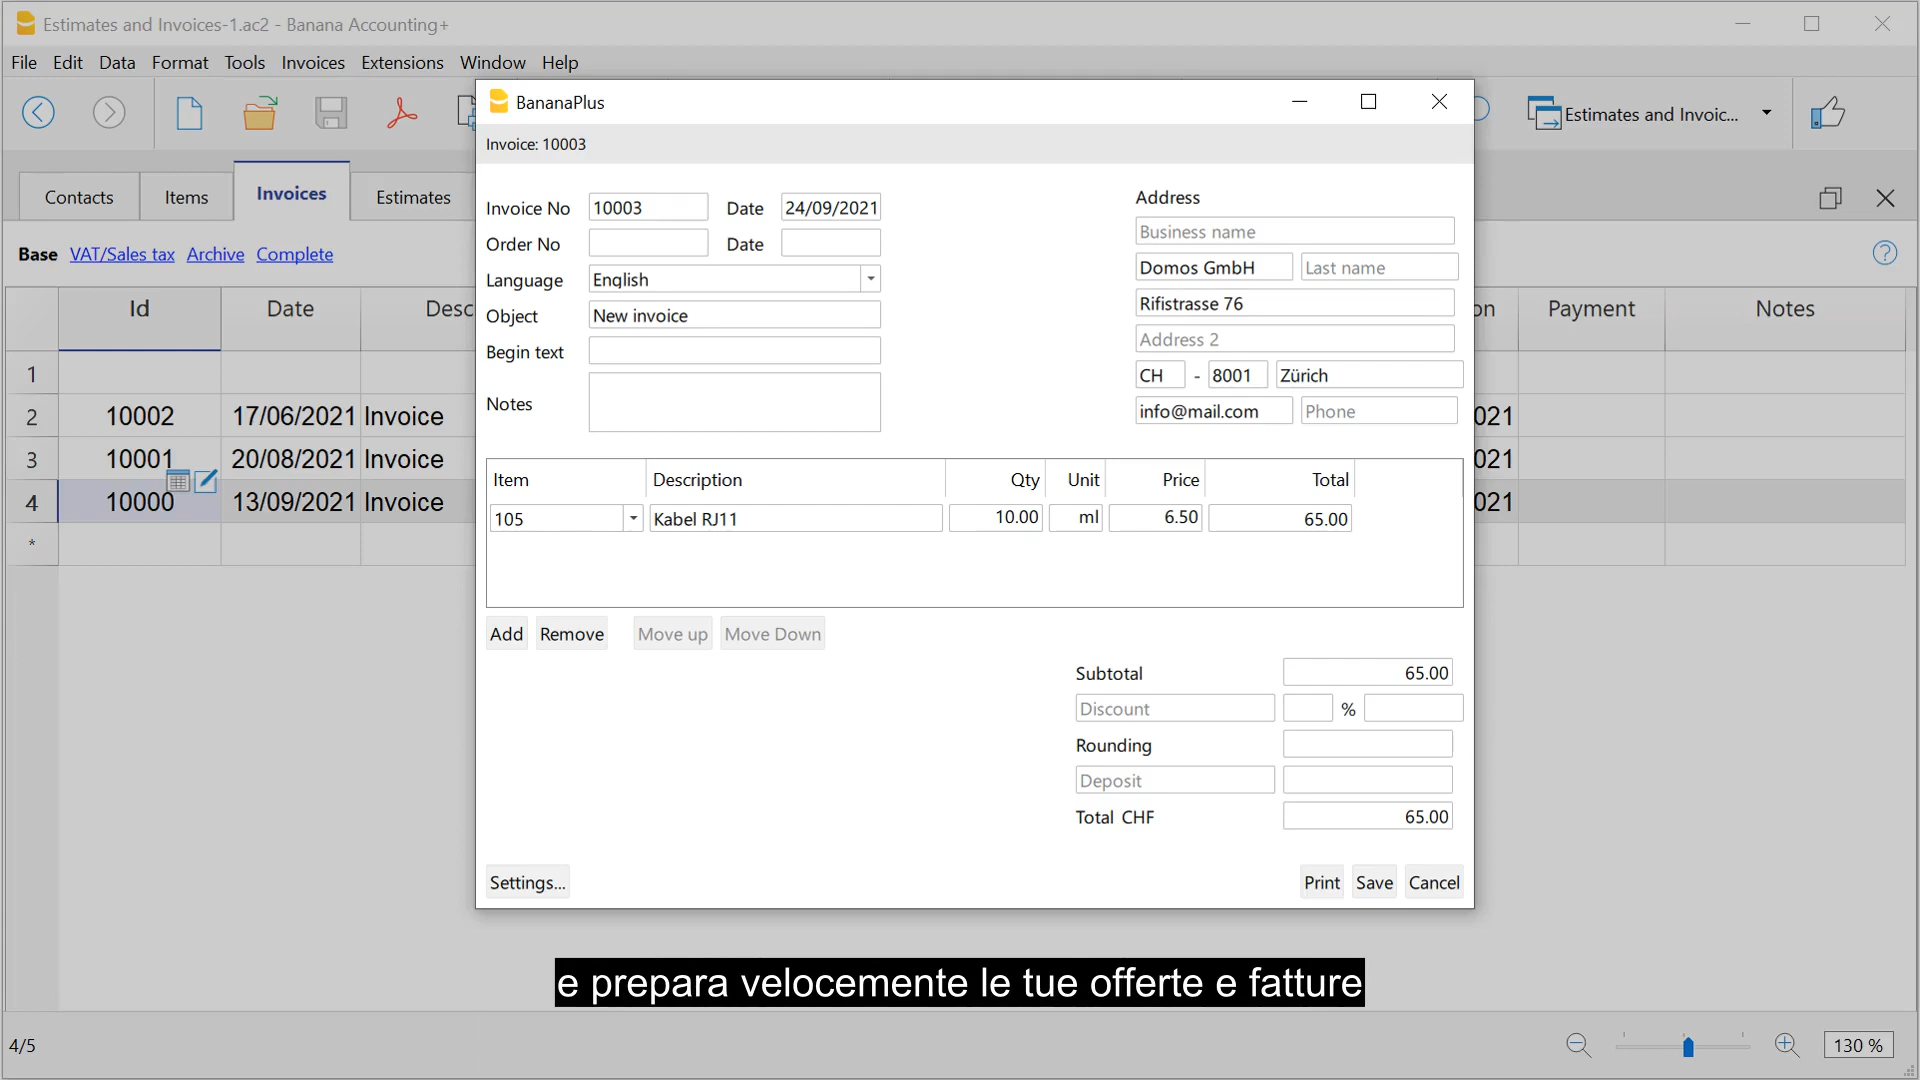 Estimates and Invoices-1.ac2 - Banana Accounting+
File Edit Data Format Tools Invoices Extensions Window Help
Estimates and Invoic...
Contacts Items Invoices Estimates
Base VAT/Sales tax Archive Complete
Id Date Desc on Payment Notes
1
2 10002 17/06/2021 Invoice 021
3 10001 20/08/2021 Invoice 021
4 10000 13/09/2021 Invoice 021
*
BananaPlus
Invoice: 10003
Invoice No 10003 Date 24/09/2021
Order No Date
Language English
Object New invoice
Begin text
Notes
Address
Business name
Domos GmbH Last name
Rifistrasse 76
Address 2
CH - 8001 Zürich
info@mail.com Phone
Item Description Qty Unit Price Total
105 Kabel RJ11 10.00 ml 6.50 65.00
Add Remove Move up Move Down
Subtotal 65.00
Discount %
Rounding
Deposit
Total CHF 65.00
Settings... Print Save Cancel
e prepara velocemente le tue offerte e fatture
4/5 130 %